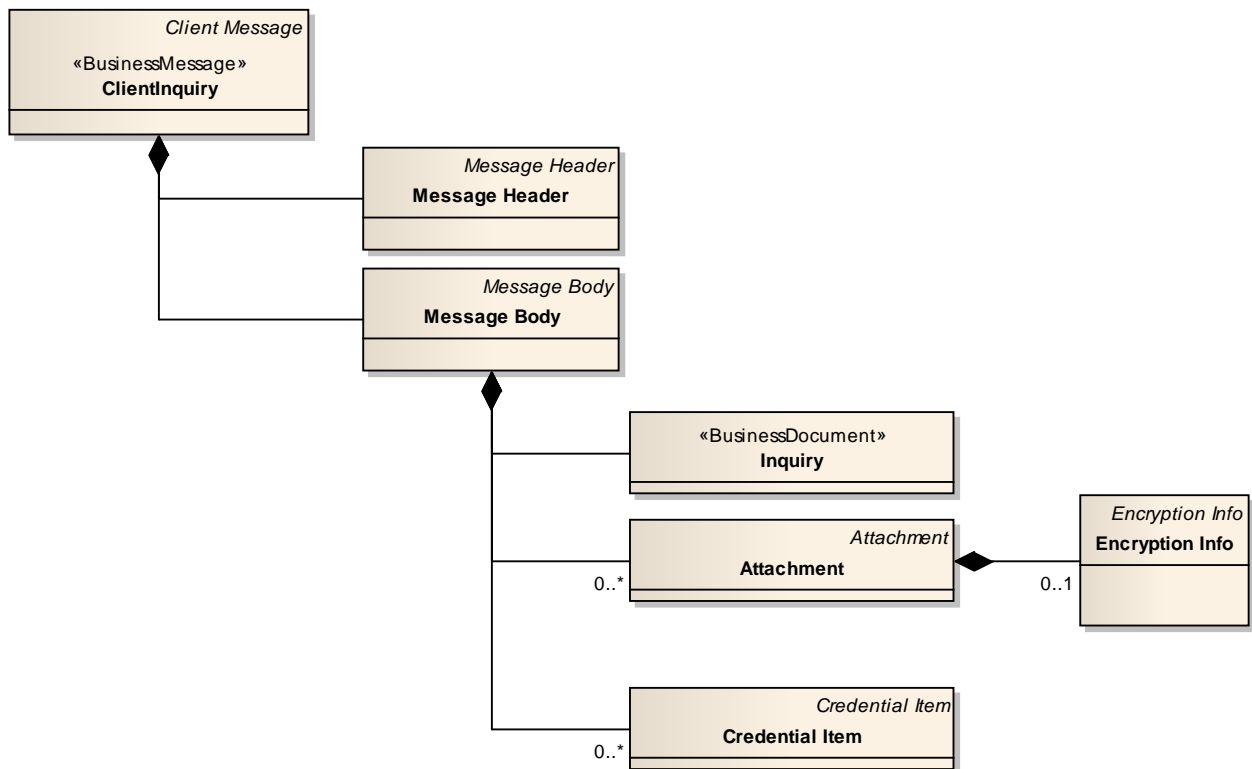 Client Message
«BusinessMessage»
ClientInquiry
Message Header
Message Header
Message Body
Message Body
«BusinessDocument»
Inquiry
Attachment
Attachment
0..*
Encryption Info
Encryption Info
0..1
Credential Item
Credential Item
0..*